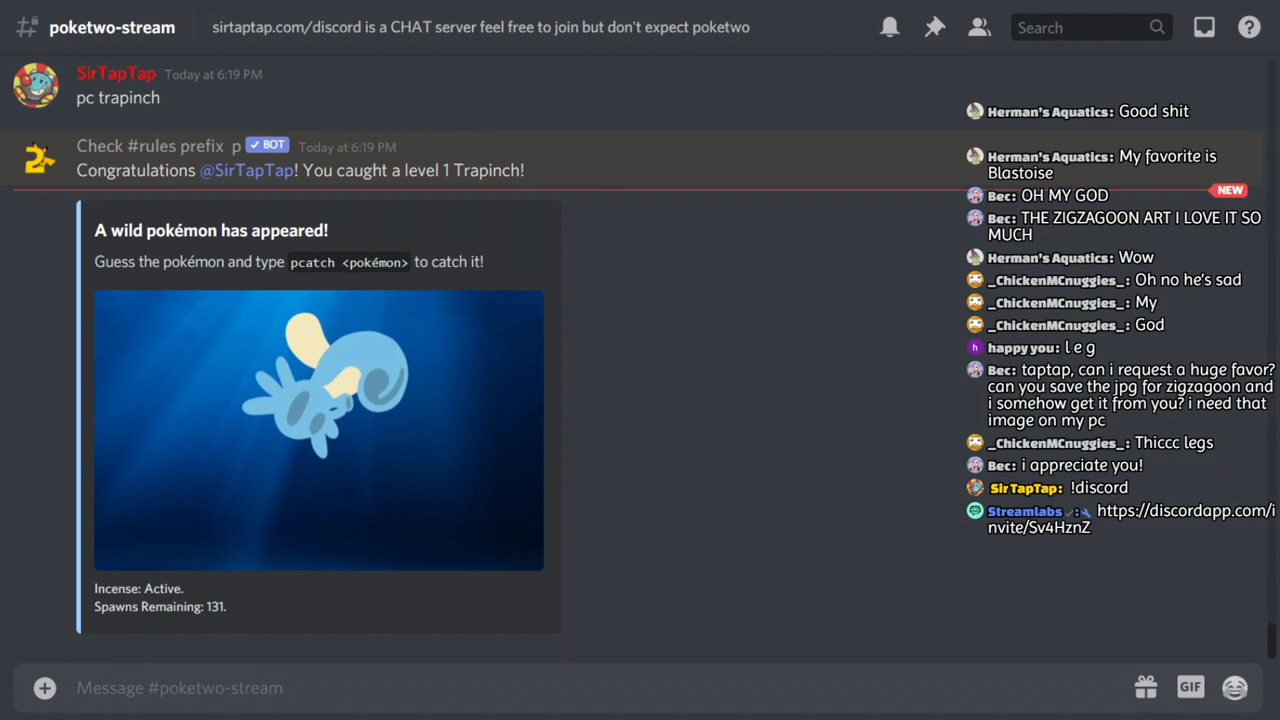 poketwo-stream
sirtaptap.com/discord is a CHAT server feel free to join but don't expect poketwo
Search
SirTapTap Today at 6:19 PM
pc trapinch
Check #rules prefix p BOT Today at 6:19 PM
Congratulations @SirTapTap! You caught a level 1 Trapinch!
NEW
A wild pokémon has appeared!
Guess the pokémon and type pcatch <pokémon> to catch it!
Incense: Active.
Spawns Remaining: 131.
Message #poketwo-stream
GIF
Herman's Aquatics: Good shit
Herman's Aquatics: My favorite is
Blastoise
Bec: OH MY GOD
Bec: THE ZIGZAGOON ART I LOVE IT SO
MUCH
Herman's Aquatics: Wow
_ChickenMCnuggies_: Oh no he's sad
_ChickenMCnuggies_: My
_ChickenMCnuggies_: God
h happy you: l e g
Bec: taptap, can i request a huge favor?
can you save the jpg for zigzagoon and
i somehow get it from you? i need that
image on my pc
_ChickenMCnuggies_: Thiccc legs
Bec: i appreciate you!
SirTapTap: !discord
Streamlabs: https://discordapp.com/i
nvite/Sv4HznZ